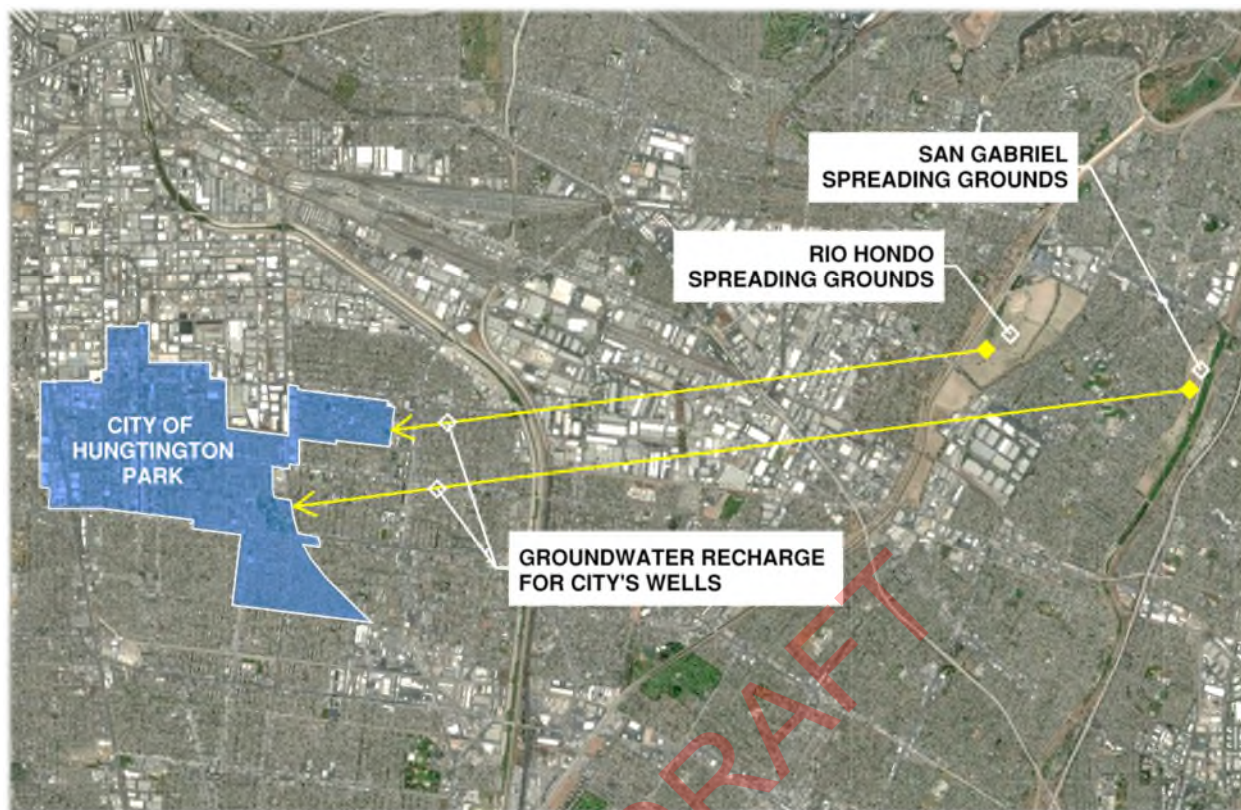 SAN GABRIEL
SPREADING GROUNDS
RIO HONDO
SPREADING GROUNDS
CITY OF
HUNGTINGTON
PARK
GROUNDWATER RECHARGE
FOR CITY'S WELLS
DRAFT